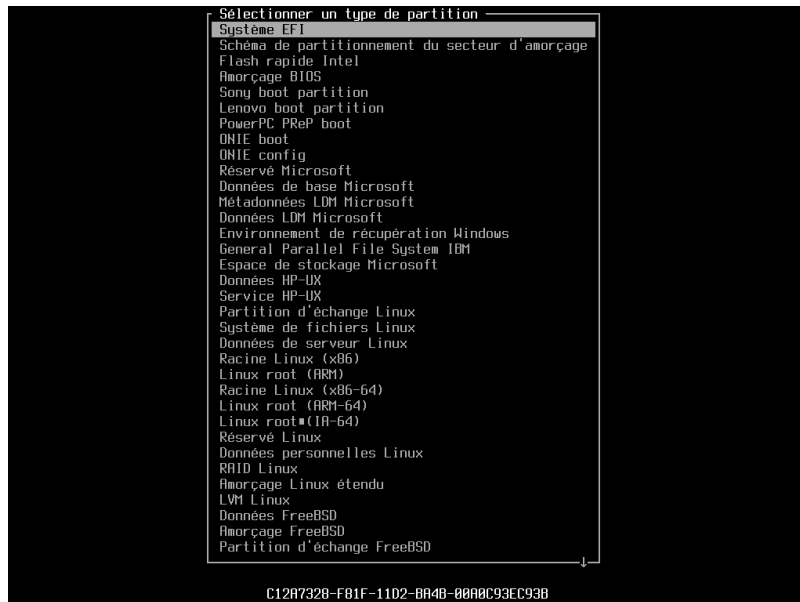 Sélectionner un type de partition
Système EFI
Schéma de partitionnement du secteur d'amorçage
Flash rapide Intel
Amorçage BIOS
Sony boot partition
Lenovo boot partition
PowerPC PReP boot
ONIE boot
ONIE config
Réservé Microsoft
Données de base Microsoft
Métadonnées LDM Microsoft
Données LDM Microsoft
Environnement de récupération Windows
General Parallel File System IBM
Espace de stockage Microsoft
Données HP-UX
Service HP-UX
Partition d'échange Linux
Système de fichiers Linux
Données de serveur Linux
Racine Linux (x86)
Linux root (ARM)
Racine Linux (x86-64)
Linux root (ARM-64)
Linux root▪(IA-64)
Réservé Linux
Données personnelles Linux
RAID Linux
Amorçage Linux étendu
LVM Linux
Données FreeBSD
Amorçage FreeBSD
Partition d'échange FreeBSD
↓
C12A7328-F81F-11D2-BA4B-00A0C93EC93B